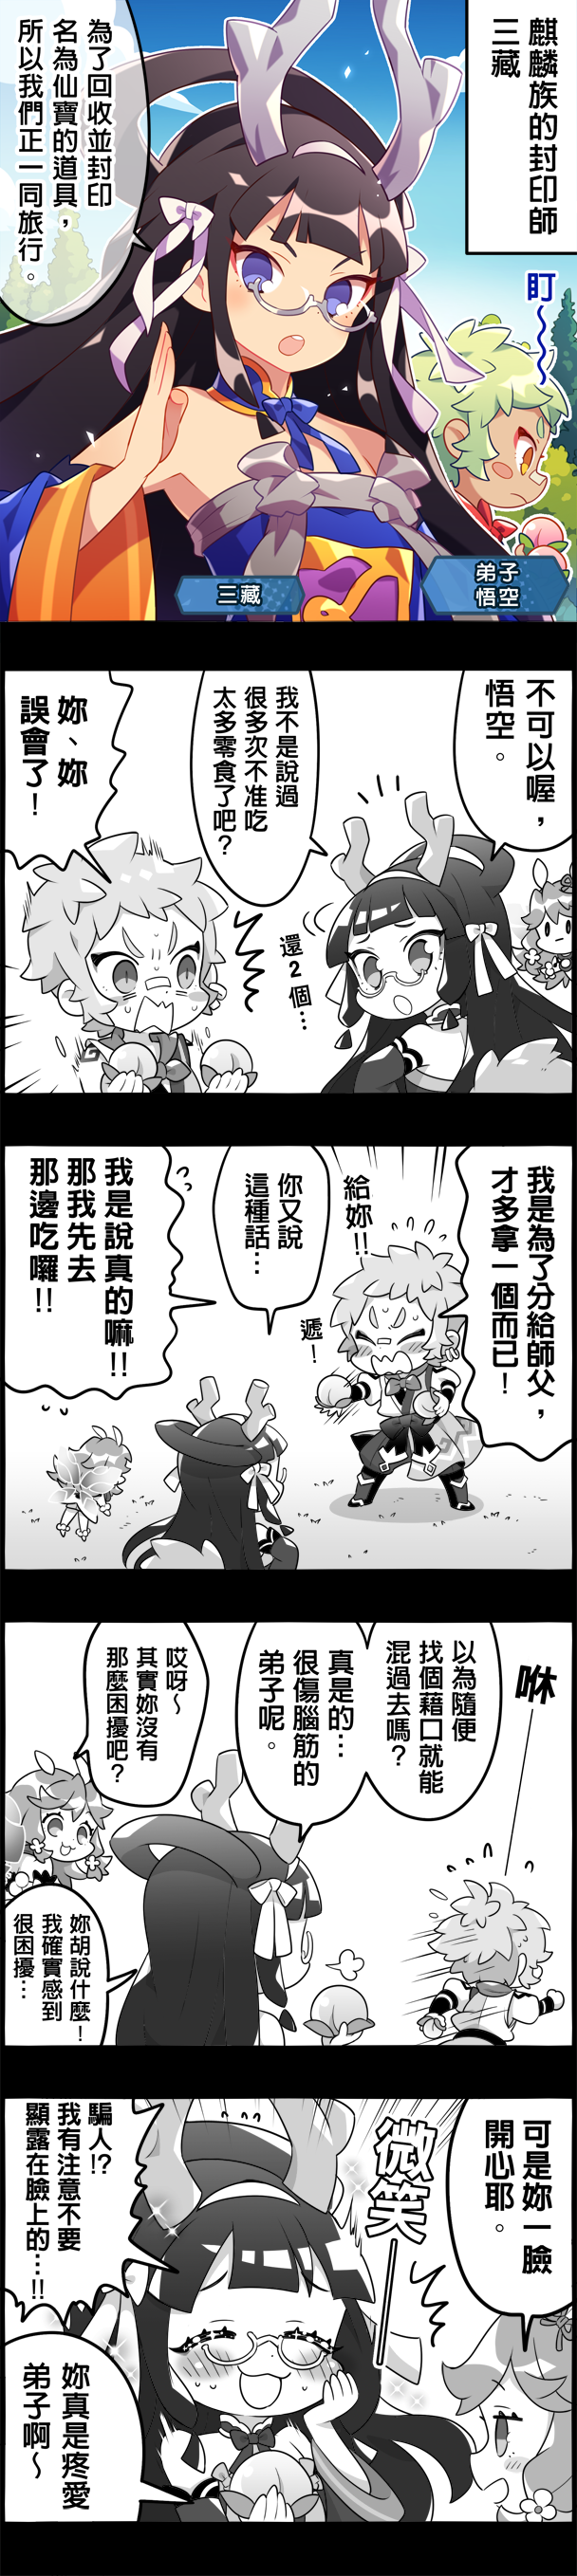 麒麟族的封印師
三藏
為了回收並封印
名為仙寶的道具，
所以我們正一同旅行。
盯～
三藏
弟子
悟空
不可以喔，
悟空。
我不是說過
很多次不准吃
太多零食了吧？
還2個…
妳、妳
誤會了！
我是為了分給師父，
才多拿一個而已！
給妳!!
遞！
你又說
這種話…
我是說真的嘛!!
那我先去
那邊吃囉!!
咻
以為隨便
找個藉口就能
混過去嗎？
真是的…
很傷腦筋的
弟子呢。
哎呀～
其實妳沒有
那麼困擾吧？
妳胡說什麼！
我確實感到
很困擾…
可是妳一臉
開心耶。
微笑
騙人!?
我有注意不要
顯露在臉上的…!!
妳真是疼愛
弟子啊～